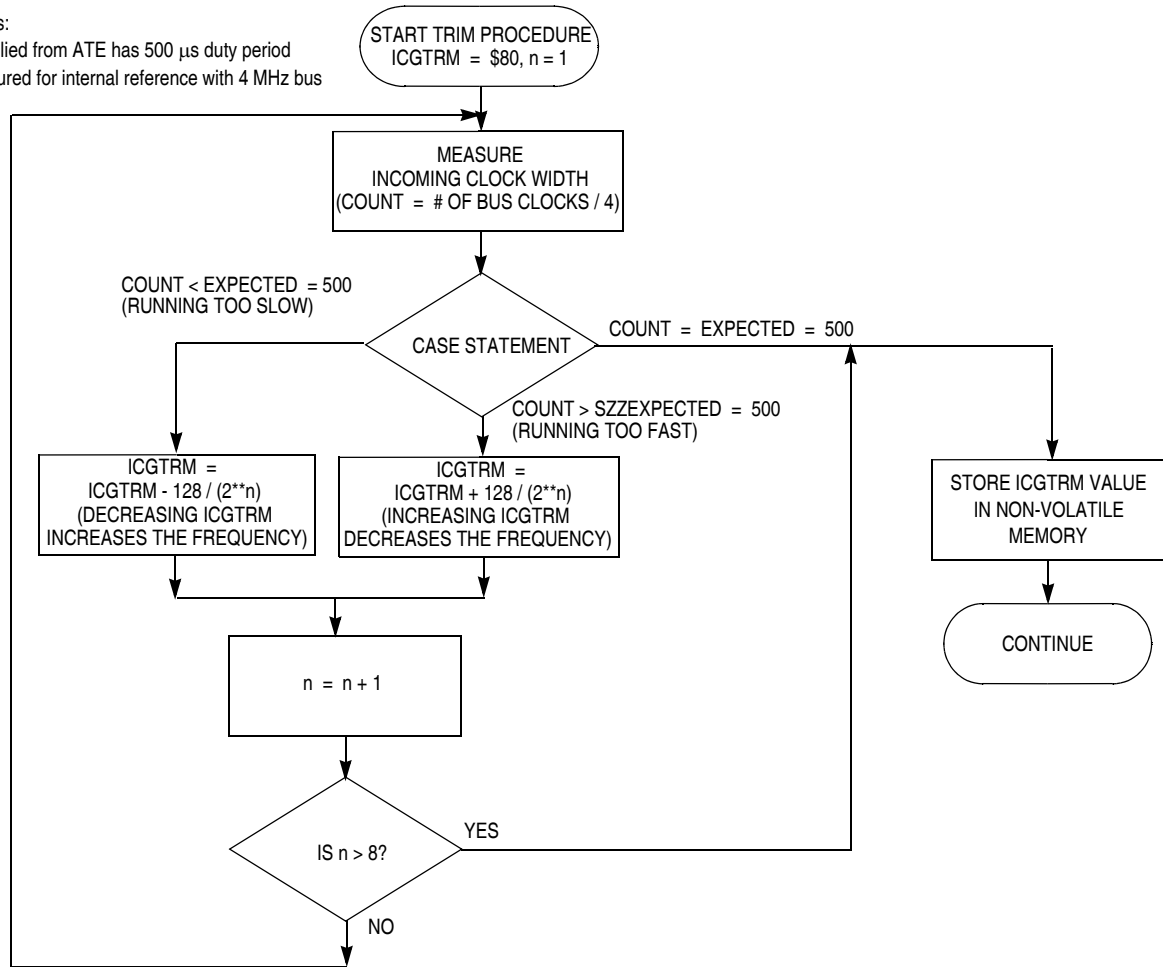 s:
lied from ATE has 500 μs duty period
ured for internal reference with 4 MHz bus
START TRIM PROCEDURE
ICGTRM = $80, n = 1
MEASURE
INCOMING CLOCK WIDTH
(COUNT = # OF BUS CLOCKS / 4)
COUNT < EXPECTED = 500
(RUNNING TOO SLOW)
CASE STATEMENT
COUNT = EXPECTED = 500
COUNT > SZZEXPECTED = 500
(RUNNING TOO FAST)
ICGTRM =
ICGTRM - 128 / (2**n)
(DECREASING ICGTRM
INCREASES THE FREQUENCY)
ICGTRM =
ICGTRM + 128 / (2**n)
(INCREASING ICGTRM
DECREASES THE FREQUENCY)
STORE ICGTRM VALUE
IN NON-VOLATILE
MEMORY
CONTINUE
n = n + 1
IS n > 8?
YES
NO